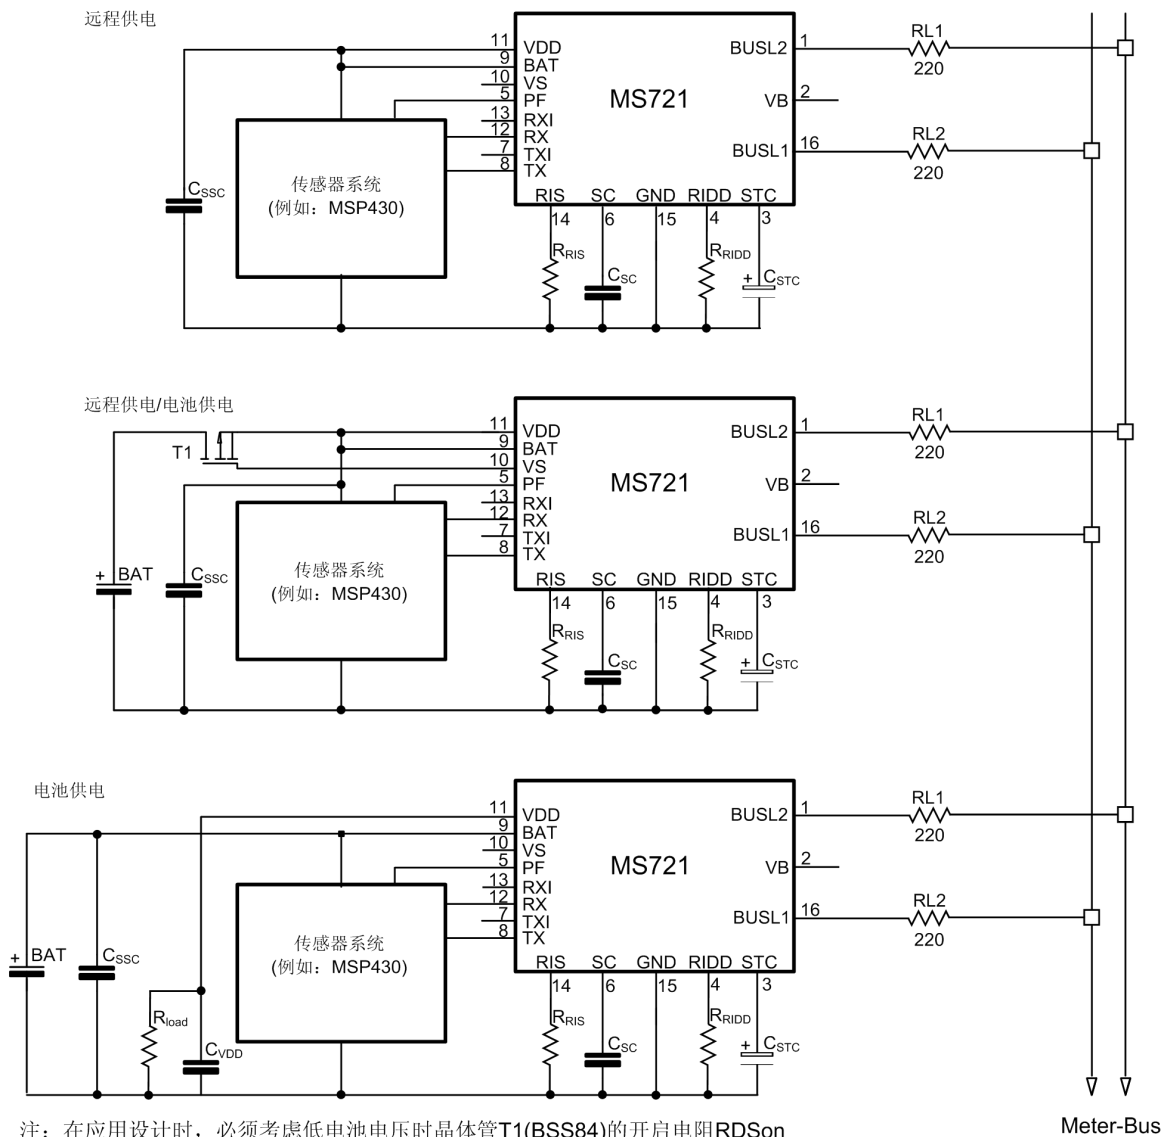 远程供电
11 VDD
9 BAT
10 VS
5 PF
13 RXI
12 RX
7 TXI
8 TX
MS721
BUSL2 1
VB 2
BUSL1 16
RL1
220
RL2
220
RIS SC GND RIDD STC
14 6 15 4 3
CSSC
传感器系统
(例如：MSP430)
RRIS
CSC
RRIDD
+ CSTC
远程供电/电池供电
T1
11 VDD
9 BAT
10 VS
5 PF
13 RXI
12 RX
7 TXI
8 TX
MS721
BUSL2 1
VB 2
BUSL1 16
RL1
220
RL2
220
RIS SC GND RIDD STC
14 6 15 4 3
+ BAT
CSSC
传感器系统
(例如：MSP430)
RRIS
CSC
RRIDD
+ CSTC
电池供电
11 VDD
9 BAT
10 VS
5 PF
13 RXI
12 RX
7 TXI
8 TX
MS721
BUSL2 1
VB 2
BUSL1 16
RL1
220
RL2
220
RIS SC GND RIDD STC
14 6 15 4 3
+ BAT
CSSC
传感器系统
(例如：MSP430)
Rload
CVDD
RRIS
CSC
RRIDD
+ CSTC
Meter-Bus
注：在应用设计时，必须考虑低电池电压时晶体管T1(BSS84)的开启电阻RDSon